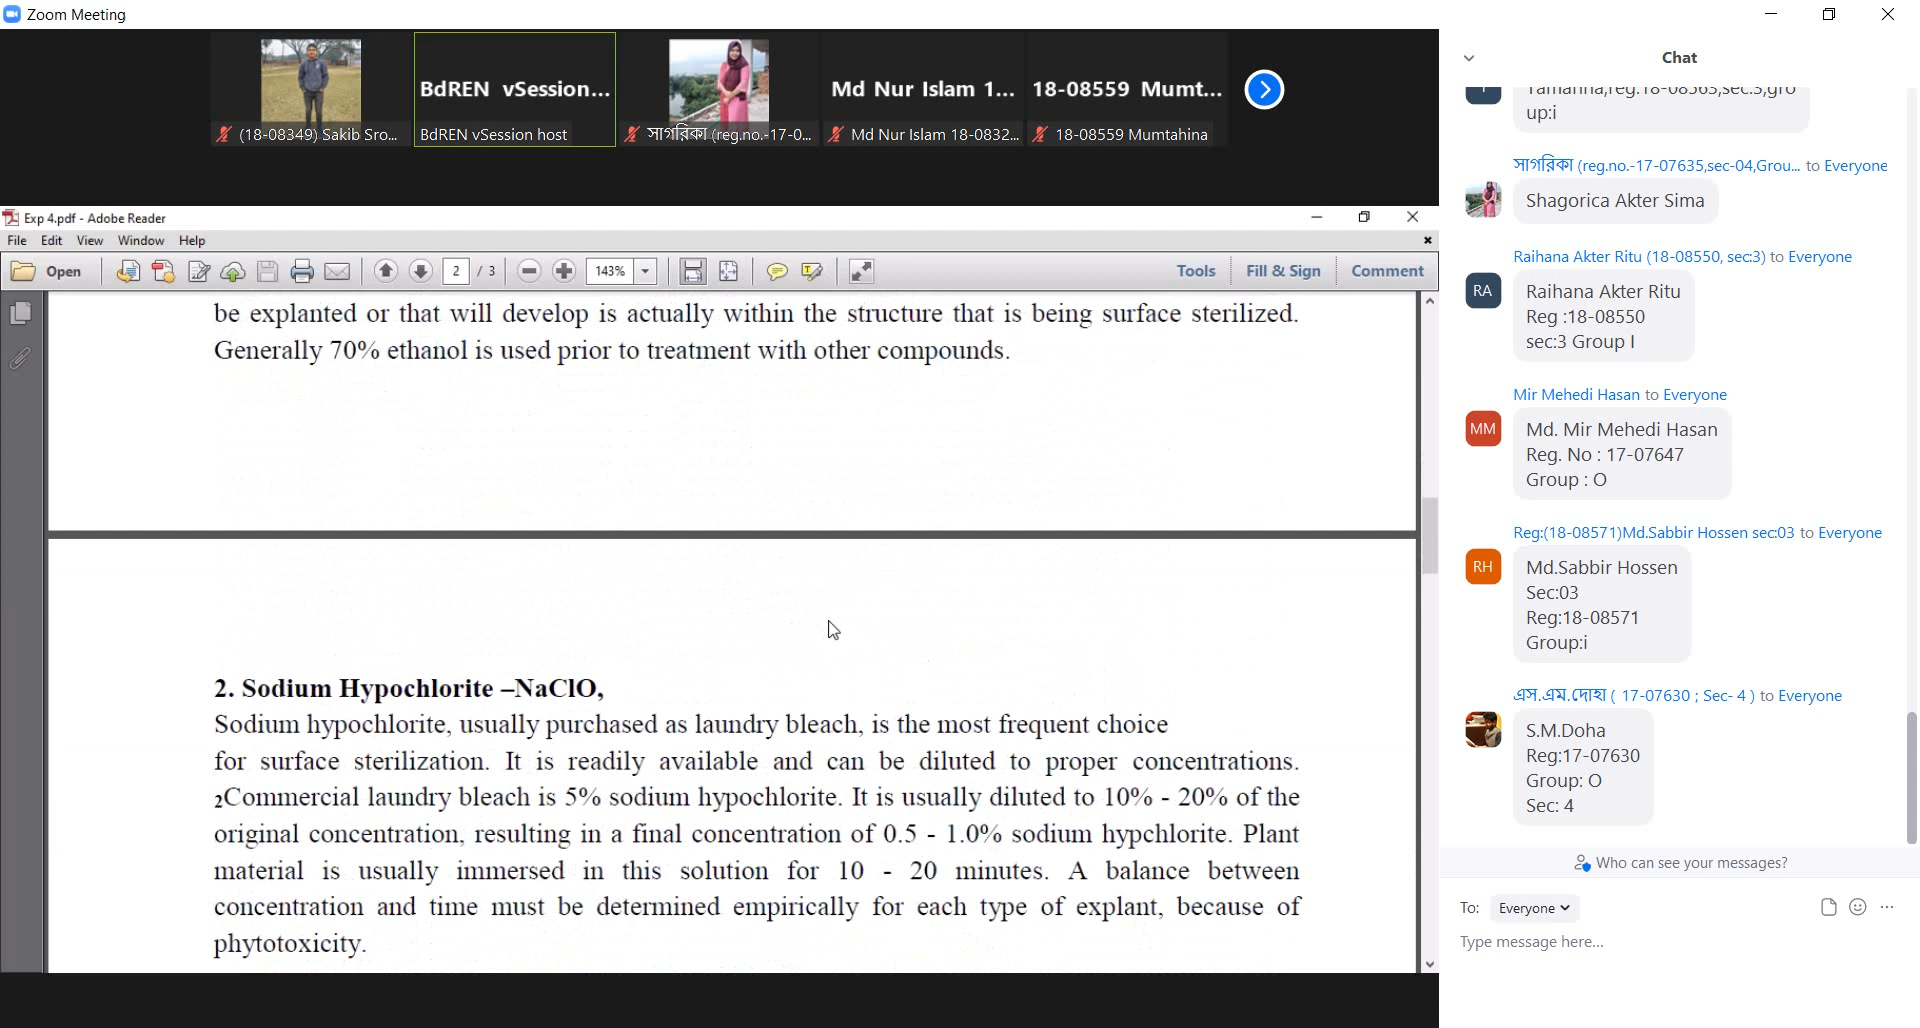 Zoom Meeting
BdREN vSession...
Md Nur Islam 1...
18-08559 Mumt...
(18-08349) Sakib Sro...
BdREN vSession host
সাগরিকা (reg.no.-17-0...
Md Nur Islam 18-0832...
18-08559 Mumtahina
Exp 4.pdf - Adobe Reader
File Edit View Window Help
Open
2 / 3
143%
Tools
Fill & Sign
Comment
be explanted or that will develop is actually within the structure that is being surface sterilized.
Generally 70% ethanol is used prior to treatment with other compounds.
2. Sodium Hypochlorite –NaClO,
Sodium hypochlorite, usually purchased as laundry bleach, is the most frequent choice
for surface sterilization. It is readily available and can be diluted to proper concentrations.
2Commercial laundry bleach is 5% sodium hypochlorite. It is usually diluted to 10% - 20% of the
original concentration, resulting in a final concentration of 0.5 - 1.0% sodium hypchlorite. Plant
material is usually immersed in this solution for 10 - 20 minutes. A balance between
concentration and time must be determined empirically for each type of explant, because of
phytotoxicity.
Chat
up:i
সাগরিকা (reg.no.-17-07635,sec-04,Grou... to Everyone
Shagorica Akter Sima
Raihana Akter Ritu (18-08550, sec:3) to Everyone
RA
Raihana Akter Ritu
Reg :18-08550
sec:3 Group I
Mir Mehedi Hasan to Everyone
MM
Md. Mir Mehedi Hasan
Reg. No : 17-07647
Group : O
Reg:(18-08571)Md.Sabbir Hossen sec:03 to Everyone
RH
Md.Sabbir Hossen
Sec:03
Reg:18-08571
Group:i
এস.এম.দোহা ( 17-07630 ; Sec- 4 ) to Everyone
S.M.Doha
Reg:17-07630
Group: O
Sec: 4
Who can see your messages?
To: Everyone
Type message here...